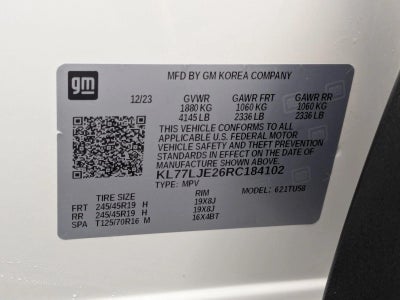 gm
MFD BY GM KOREA COMPANY
12/23 GVWR GAWR FRT GAWR RR
1880 KG 1060 KG 1060 KG
4145 LB 2336 LB 2336 LB
THIS VEHICLE CONFORMS TO ALL
APPLICABLE U.S. FEDERAL MOTOR
VEHICLE SAFETY AND THEFT PREVENTION
STANDARDS IN EFFECT ON THE DATE OF
MANUFACTURE SHOWN ABOVE.
KL77LJE26RC184102
TYPE: MPV MODEL: 621TUS8
TIRE SIZE RIM
FRT 245/45R19 H 19X8J
RR 245/45R19 H 19X8J
SPA T125/70R16 M 16X4BT